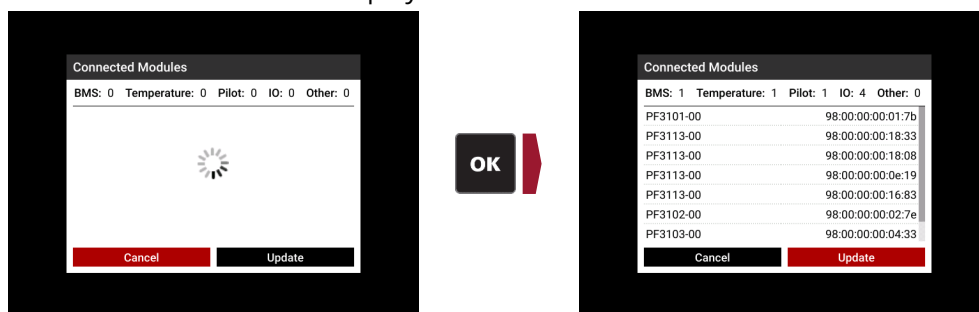 Connected Modules
BMS: 0 Temperature: 0 Pilot: 0 IO: 0 Other: 0
Cancel Update
OK
Connected Modules
BMS: 1 Temperature: 1 Pilot: 1 IO: 4 Other: 0
PF3101-00 98:00:00:00:01:7b
PF3113-00 98:00:00:00:18:33
PF3113-00 98:00:00:00:18:08
PF3113-00 98:00:00:00:0e:19
PF3113-00 98:00:00:00:16:83
PF3102-00 98:00:00:00:02:7e
PF3103-00 98:00:00:00:04:33
Cancel Update